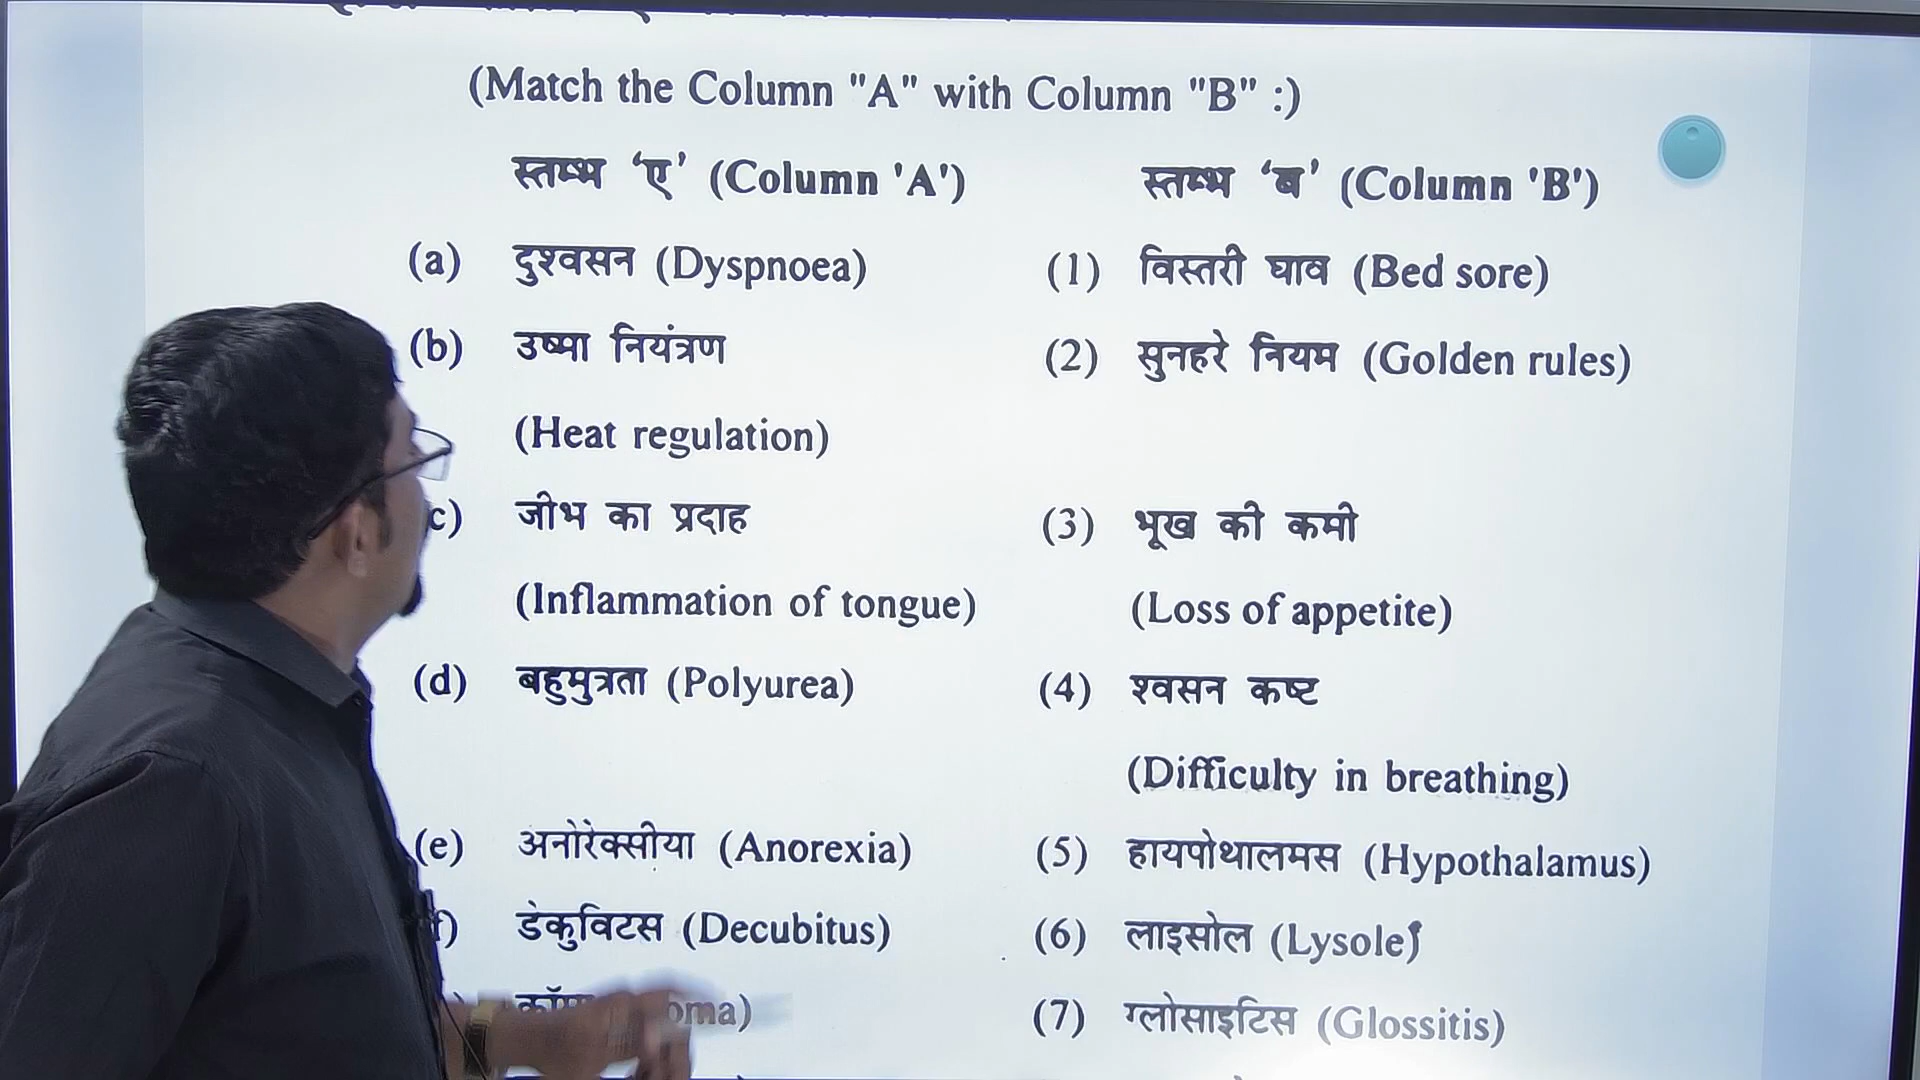 (Match the Column "A" with Column "B" :)
स्तम्भ ‘ए’ (Column 'A') स्तम्भ ‘ब’ (Column 'B')
(a) दुश्वसन (Dyspnoea) (1) विस्तरी घाव (Bed sore)
(b) उष्मा नियंत्रण (2) सुनहरे नियम (Golden rules)
(Heat regulation)
c) जीभ का प्रदाह (3) भूख की कमी
(Inflammation of tongue) (Loss of appetite)
(d) बहुमुत्रता (Polyurea) (4) श्वसन कष्ट
(Difficulty in breathing)
(e) अनोरेक्सीया (Anorexia) (5) हायपोथालमस (Hypothalamus)
f) डेकुविटस (Decubitus) (6) लाइसोल (Lysole)
oma) (7) ग्लोसाइटिस (Glossitis)